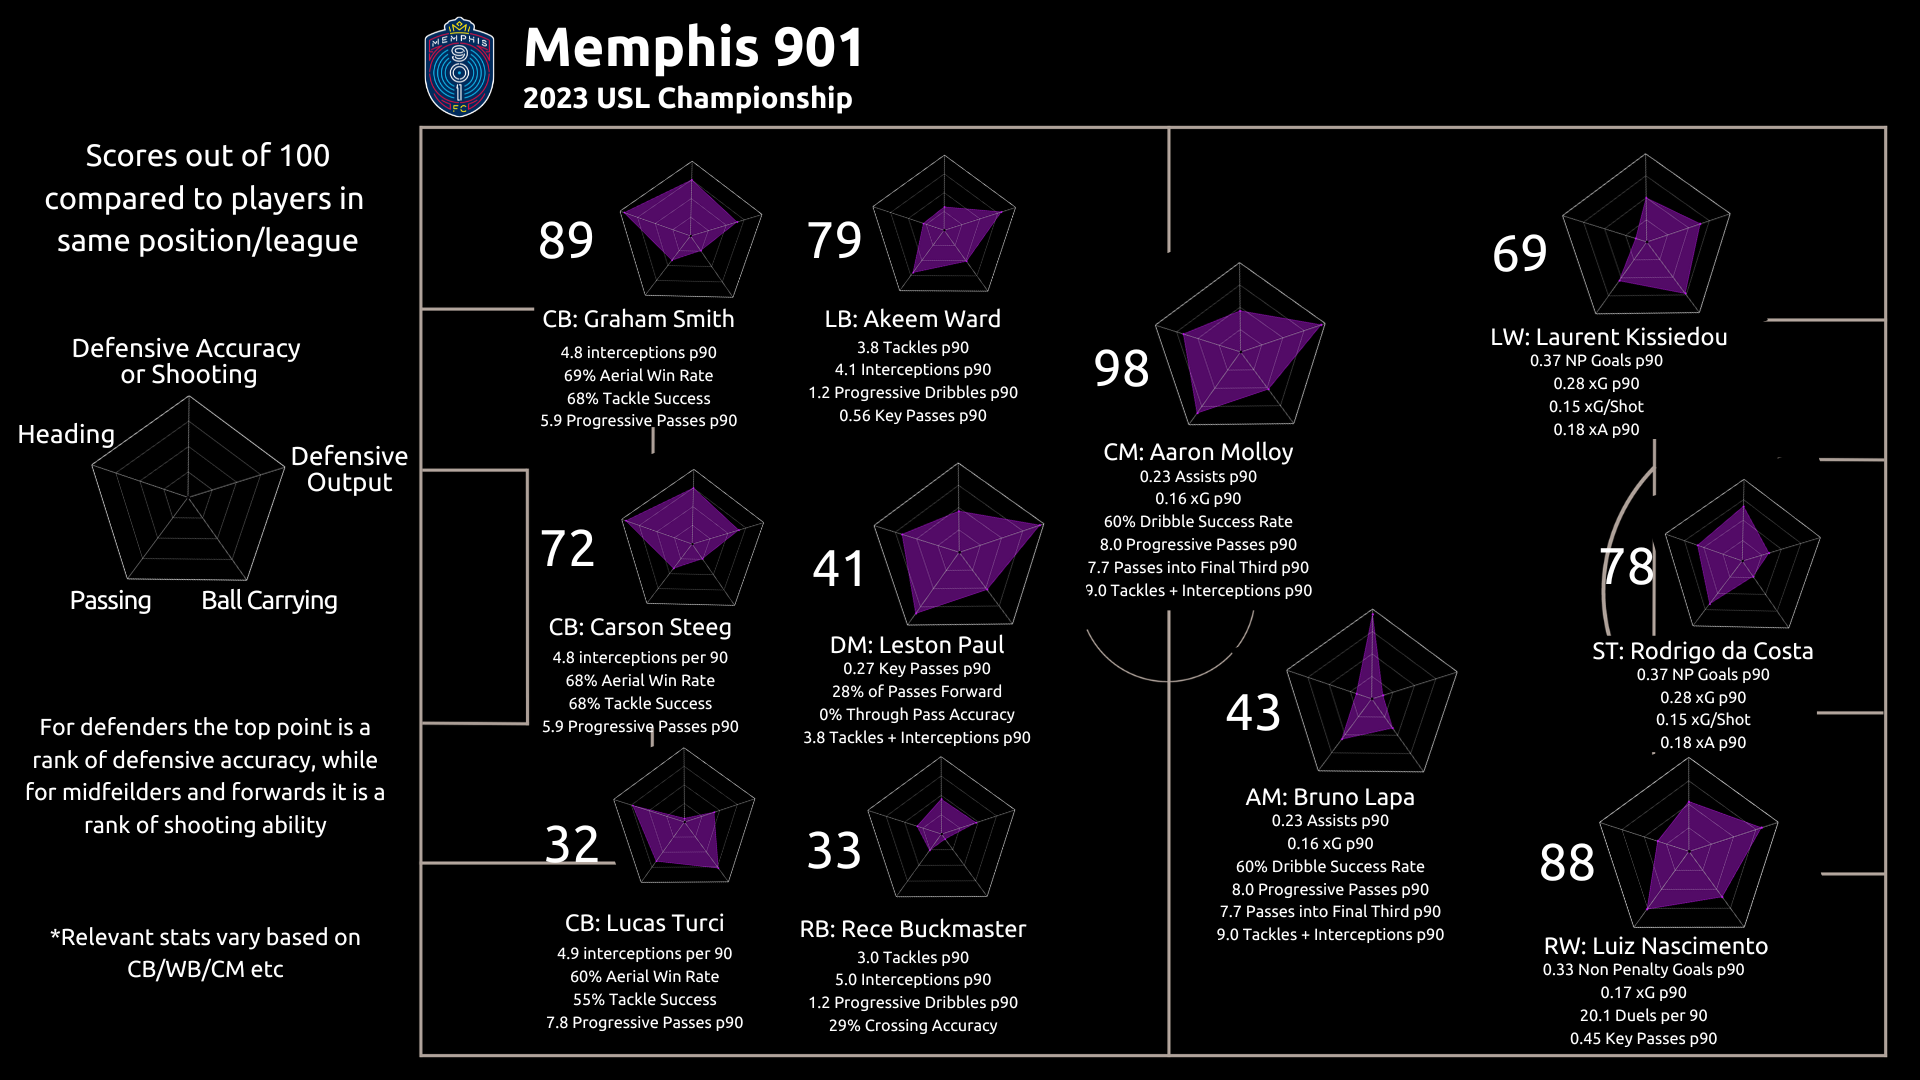 MEMPHIS
901
FC
Memphis 901
2023 USL Championship
Scores out of 100
compared to players in
same position/league
Defensive Accuracy
or Shooting
Heading
Defensive
Output
Passing
Ball Carrying
For defenders the top point is a
rank of defensive accuracy, while
for midfeilders and forwards it is a
rank of shooting ability
*Relevant stats vary based on
CB/WB/CM etc
89
CB: Graham Smith
4.8 interceptions p90
69% Aerial Win Rate
68% Tackle Success
5.9 Progressive Passes p90
79
LB: Akeem Ward
3.8 Tackles p90
4.1 Interceptions p90
1.2 Progressive Dribbles p90
0.56 Key Passes p90
98
CM: Aaron Molloy
0.23 Assists p90
0.16 xG p90
60% Dribble Success Rate
8.0 Progressive Passes p90
7.7 Passes into Final Third p90
9.0 Tackles + Interceptions p90
69
LW: Laurent Kissiedou
0.37 NP Goals p90
0.28 xG p90
0.15 xG/Shot
0.18 xA p90
72
CB: Carson Steeg
4.8 interceptions per 90
68% Aerial Win Rate
68% Tackle Success
5.9 Progressive Passes p90
41
DM: Leston Paul
0.27 Key Passes p90
28% of Passes Forward
0% Through Pass Accuracy
3.8 Tackles + Interceptions p90
43
AM: Bruno Lapa
0.23 Assists p90
0.16 xG p90
60% Dribble Success Rate
8.0 Progressive Passes p90
7.7 Passes into Final Third p90
9.0 Tackles + Interceptions p90
78
ST: Rodrigo da Costa
0.37 NP Goals p90
0.28 xG p90
0.15 xG/Shot
0.18 xA p90
32
CB: Lucas Turci
4.9 interceptions per 90
60% Aerial Win Rate
55% Tackle Success
7.8 Progressive Passes p90
33
RB: Rece Buckmaster
3.0 Tackles p90
5.0 Interceptions p90
1.2 Progressive Dribbles p90
29% Crossing Accuracy
88
RW: Luiz Nascimento
0.33 Non Penalty Goals p90
0.17 xG p90
20.1 Duels per 90
0.45 Key Passes p90